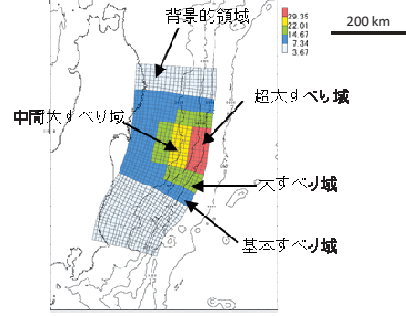 背景的領域
29.35
22.01
14.67
7.34
3.67
200 km
超大すべり域
中間大すべり域
大すべり域
基本すべり域